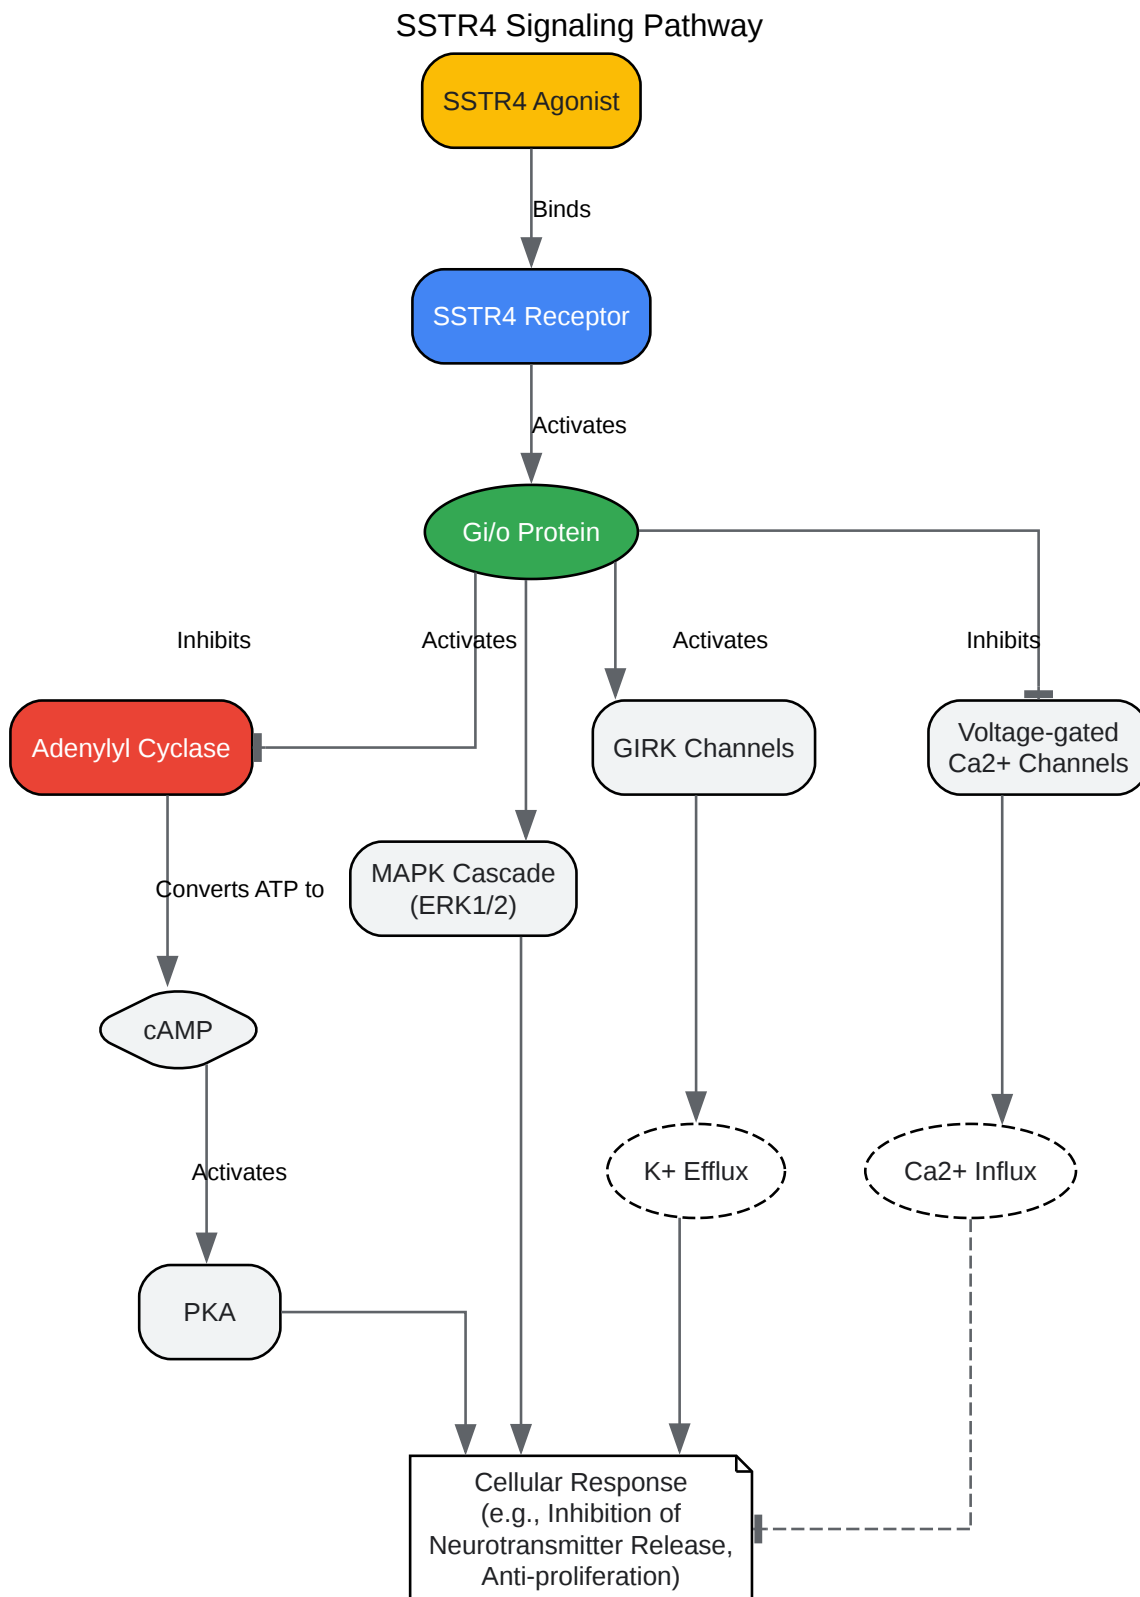 SSTR4 Signaling Pathway
SSTR4 Agonist
Binds
SSTR4 Receptor
Activates
Gi/o Protein
Inhibits
Activates
Activates
Inhibits
Adenylyl Cyclase
GIRK Channels
Voltage-gated
Ca2+ Channels
MAPK Cascade
(ERK1/2)
Converts ATP to
cAMP
Activates
K+ Efflux
Ca2+ Influx
PKA
Cellular Response
(e.g., Inhibition of
Neurotransmitter Release,
Anti-proliferation)